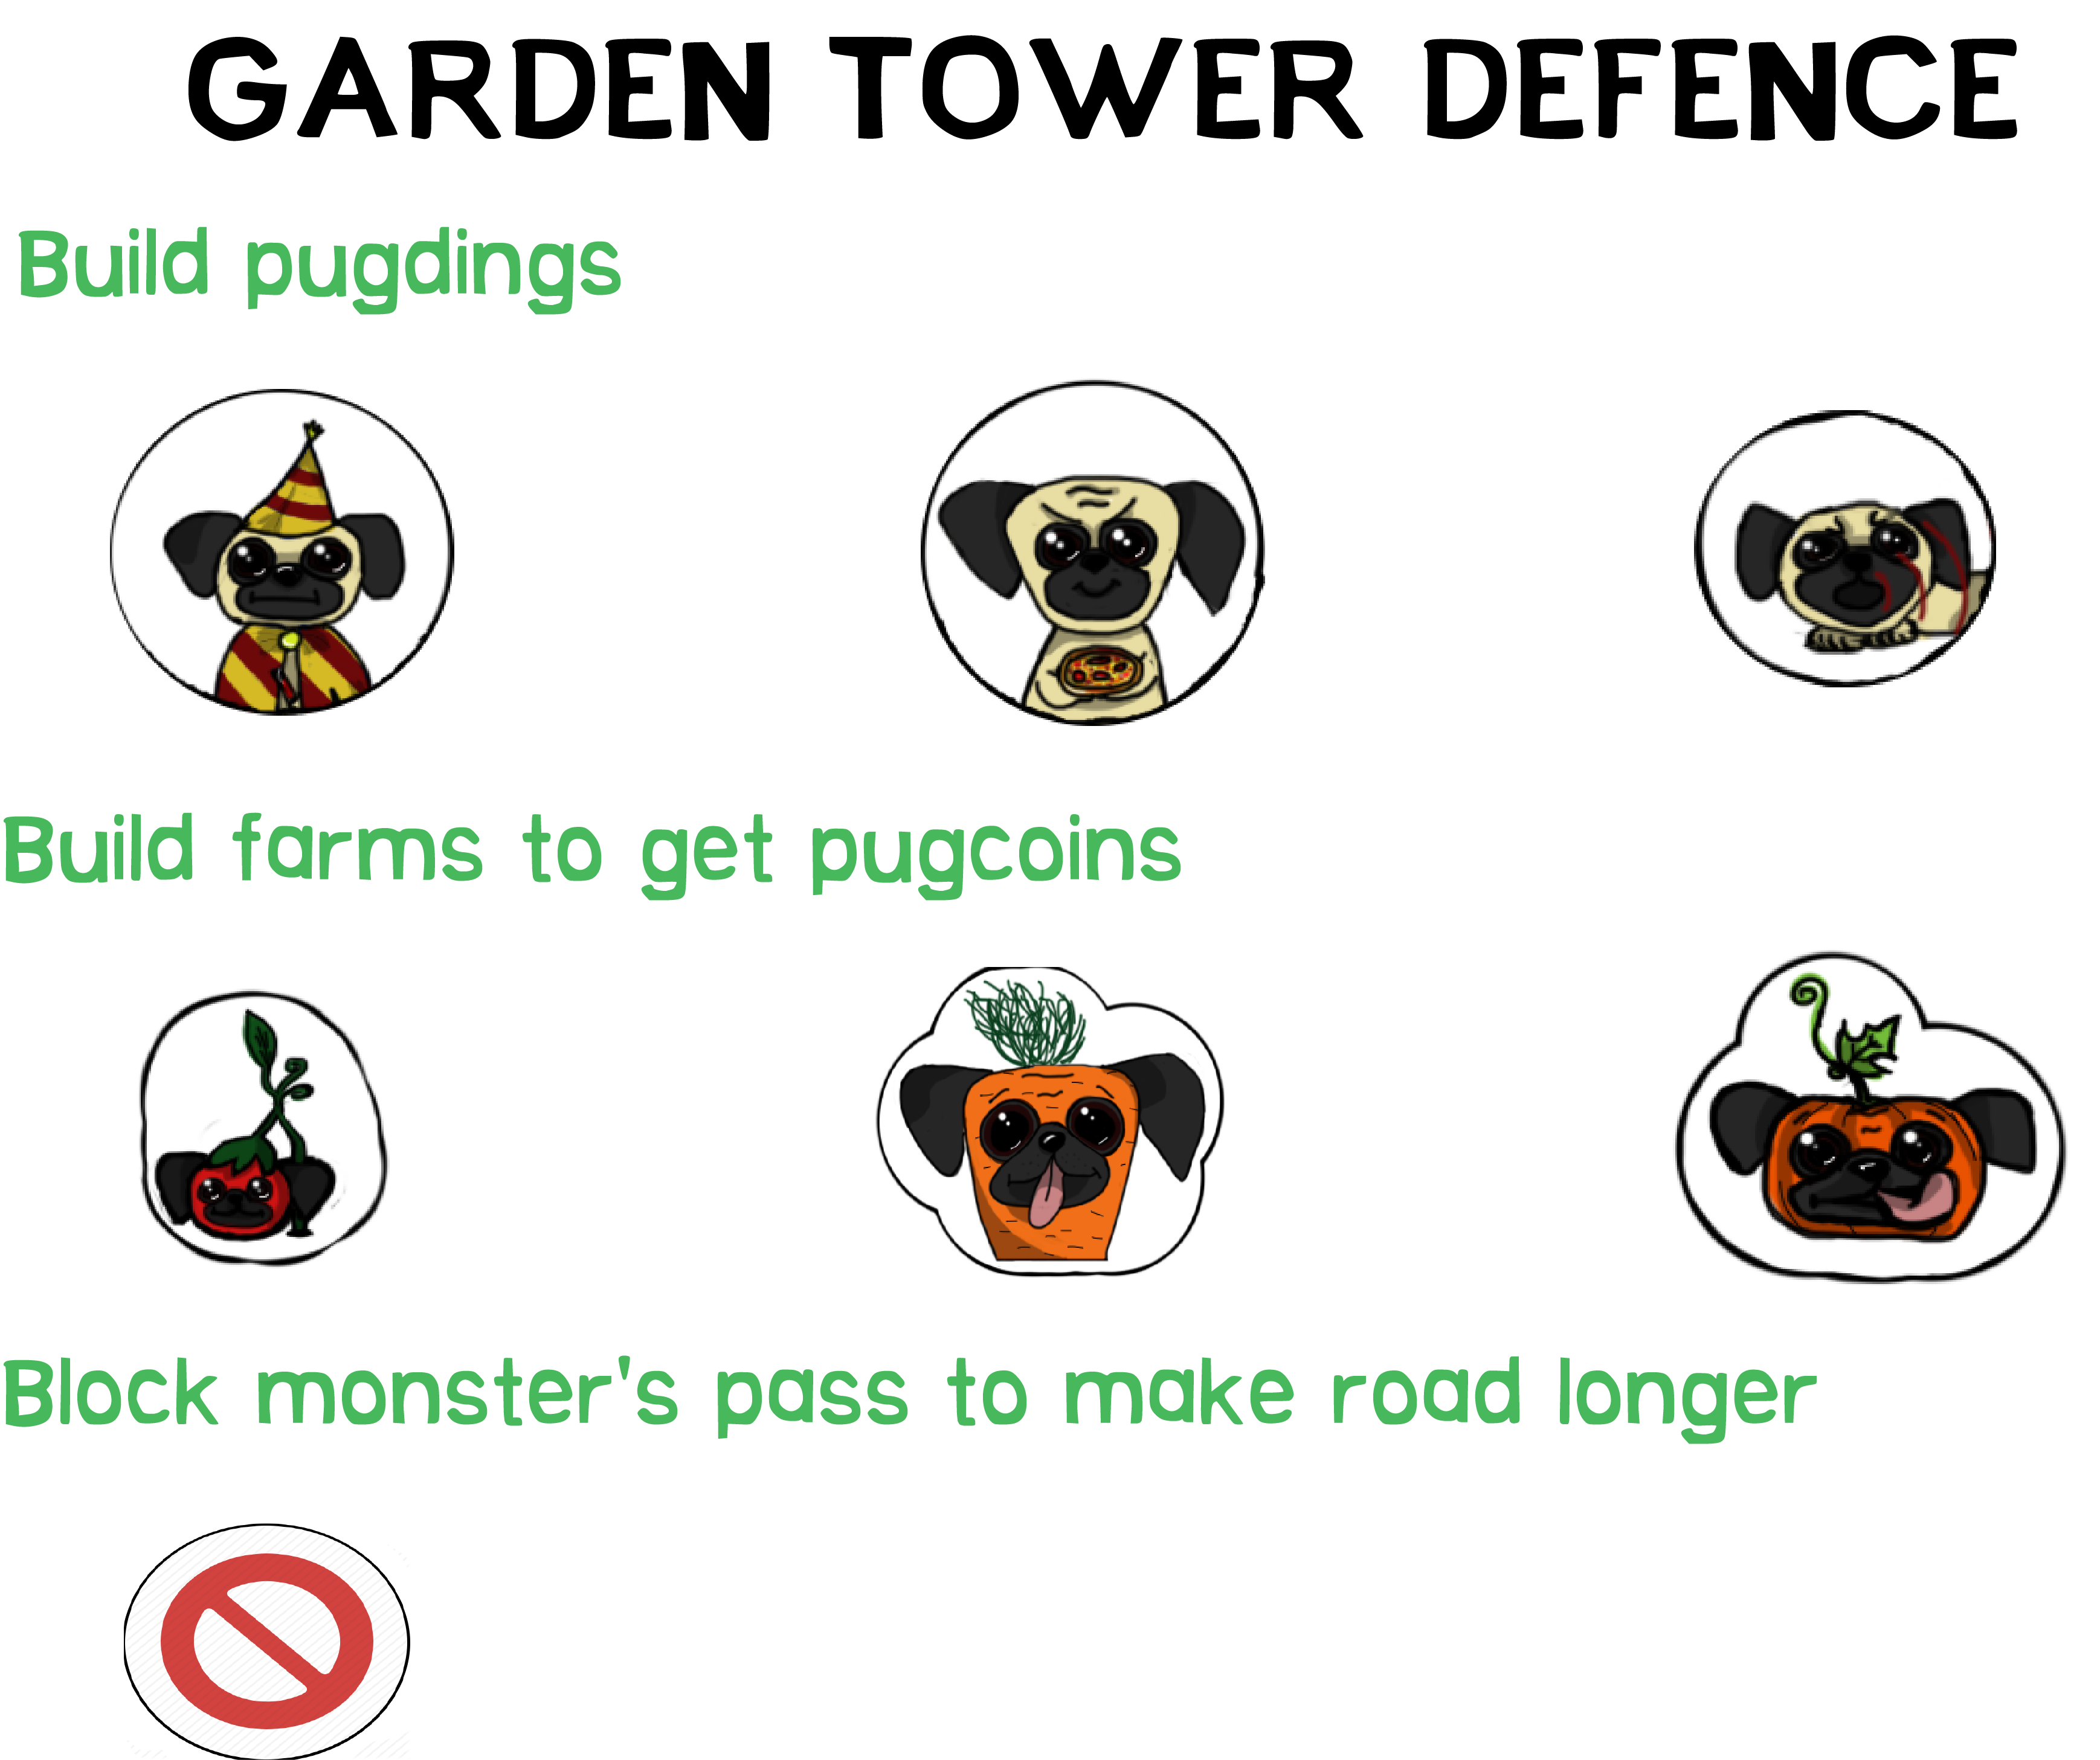 GARDEN TOWER DEFENCE
Build pugdings
Build farms to get pugcoins
Block monster's pass to make road longer